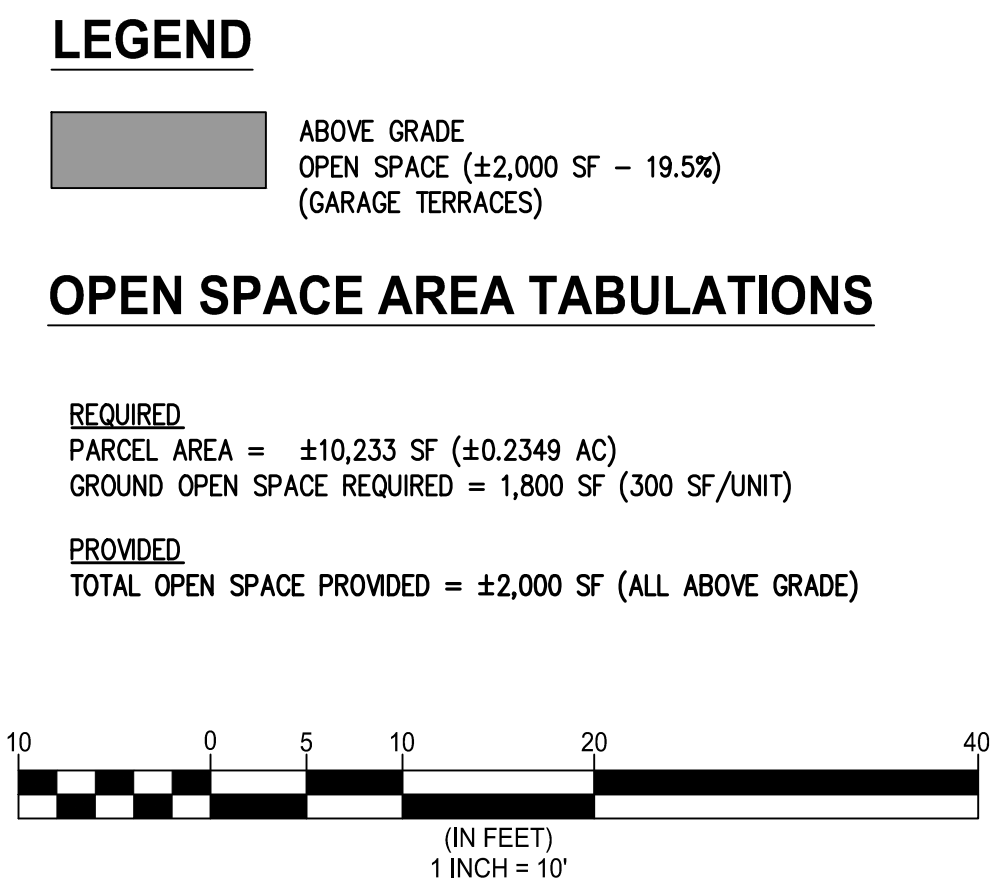 LEGEND
ABOVE GRADE
OPEN SPACE (±2,000 SF – 19.5%)
(GARAGE TERRACES)
OPEN SPACE AREA TABULATIONS
REQUIRED
PARCEL AREA = ±10,233 SF (±0.2349 AC)
GROUND OPEN SPACE REQUIRED = 1,800 SF (300 SF/UNIT)
PROVIDED
TOTAL OPEN SPACE PROVIDED = ±2,000 SF (ALL ABOVE GRADE)
10 0 5 10 20 40
(IN FEET)
1 INCH = 10'